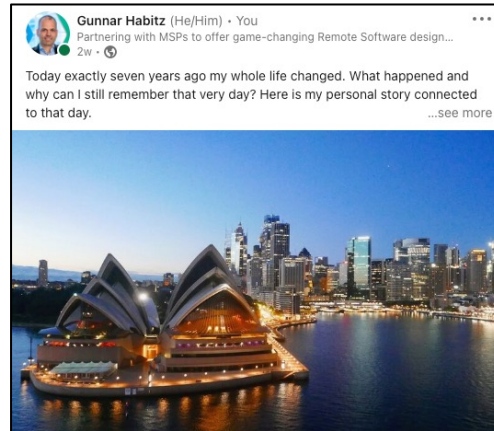 Gunnar Habitz (He/Him) • You
Partnering with MSPs to offer game-changing Remote Software design...
2w •
Today exactly seven years ago my whole life changed. What happened and
why can I still remember that very day? Here is my personal story connected
to that day.
...see more